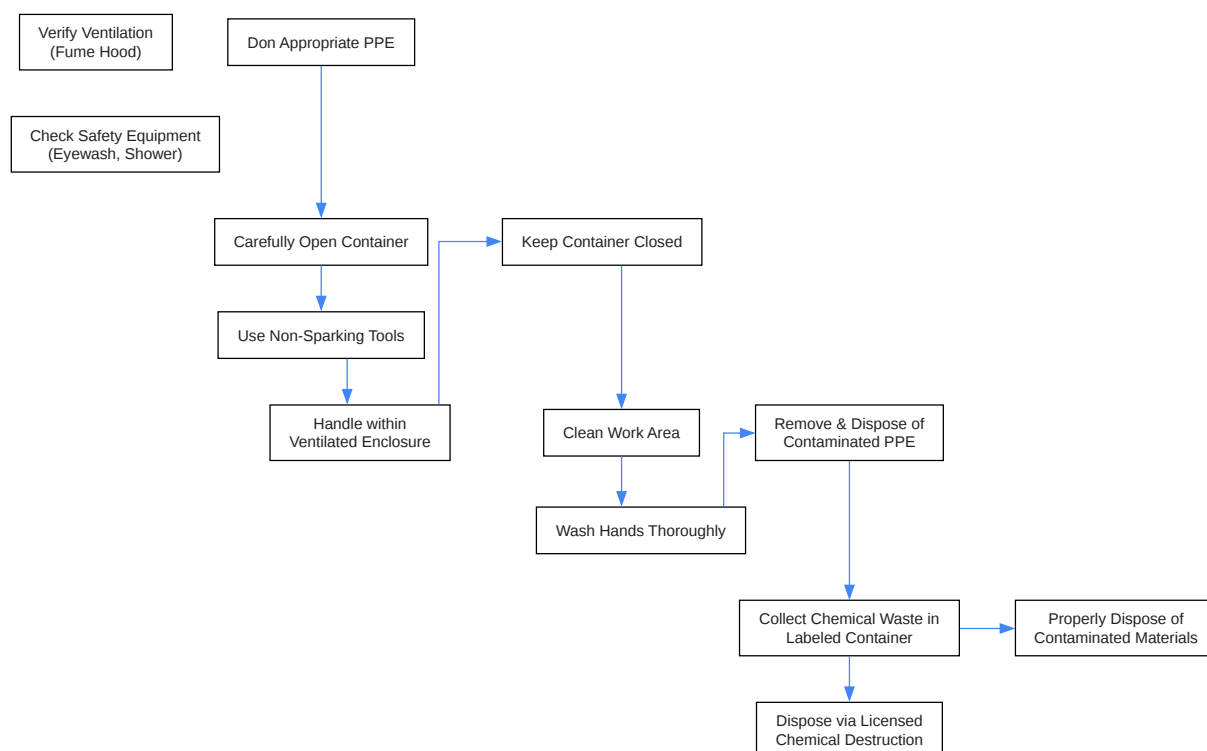 Verify Ventilation
(Fume Hood)
Don Appropriate PPE
Check Safety Equipment
(Eyewash, Shower)
Carefully Open Container
Keep Container Closed
Use Non-Sparking Tools
Handle within
Ventilated Enclosure
Clean Work Area
Remove & Dispose of
Contaminated PPE
Wash Hands Thoroughly
Collect Chemical Waste in
Labeled Container
Properly Dispose of
Contaminated Materials
Dispose via Licensed
Chemical Destruction